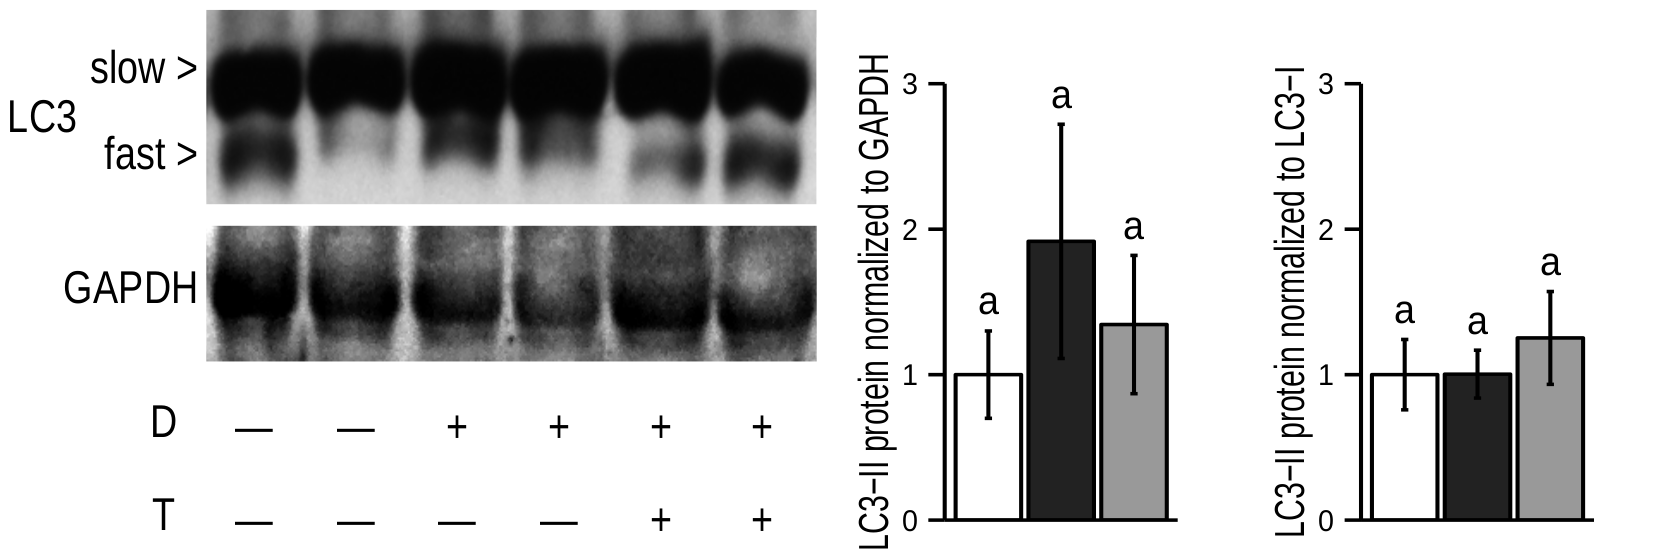 slow >
LC3
fast >
GAPDH
D — — + + + +
T — — — — + +
LC3−II protein normalized to GAPDH
3
2
1
0
a
a
a
LC3−II protein normalized to LC3−I
3
2
1
0
a
a
a